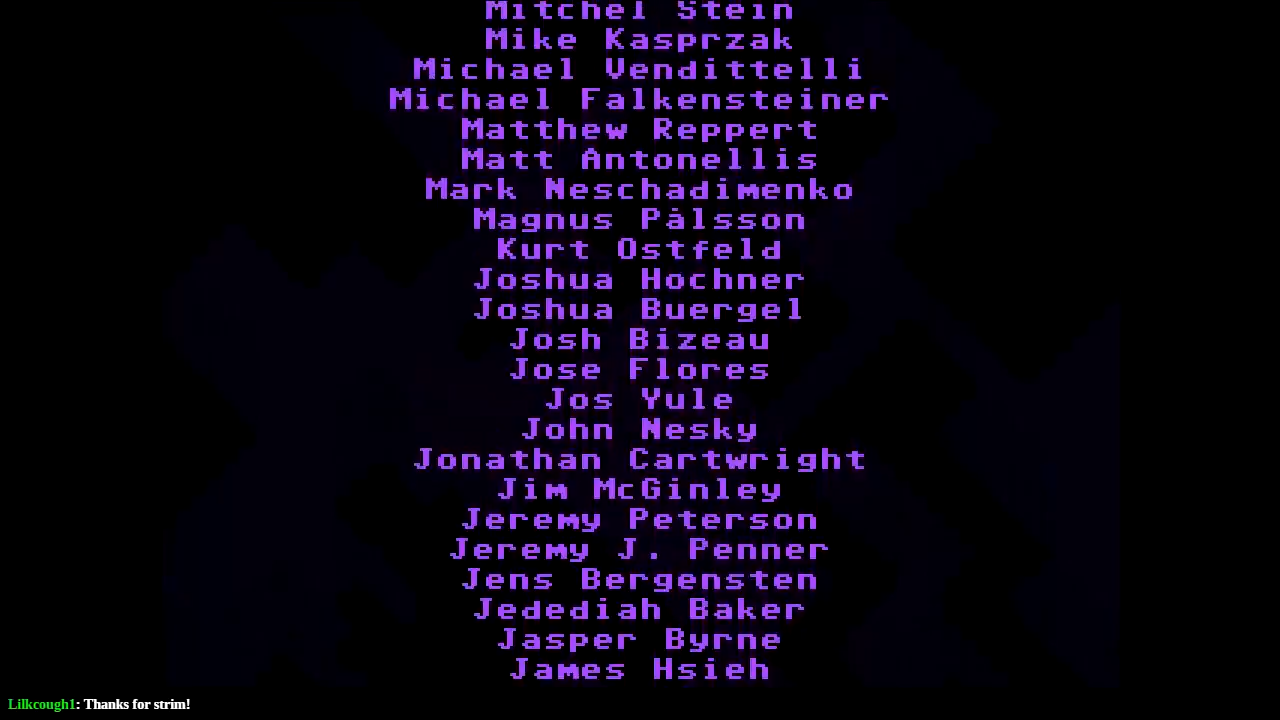 Mitchel Stein
Mike Kasprzak
Michael Vendittelli
Michael Falkensteiner
Matthew Reppert
Matt Antonellis
Mark Neschadimenko
Magnus Pålsson
Kurt Ostfeld
Joshua Hochner
Joshua Buergel
Josh Bizeau
Jose Flores
Jos Yule
John Nesky
Jonathan Cartwright
Jim McGinley
Jeremy Peterson
Jeremy J. Penner
Jens Bergensten
Jedediah Baker
Jasper Byrne
James Hsieh
Lilkcough1: Thanks for strim!